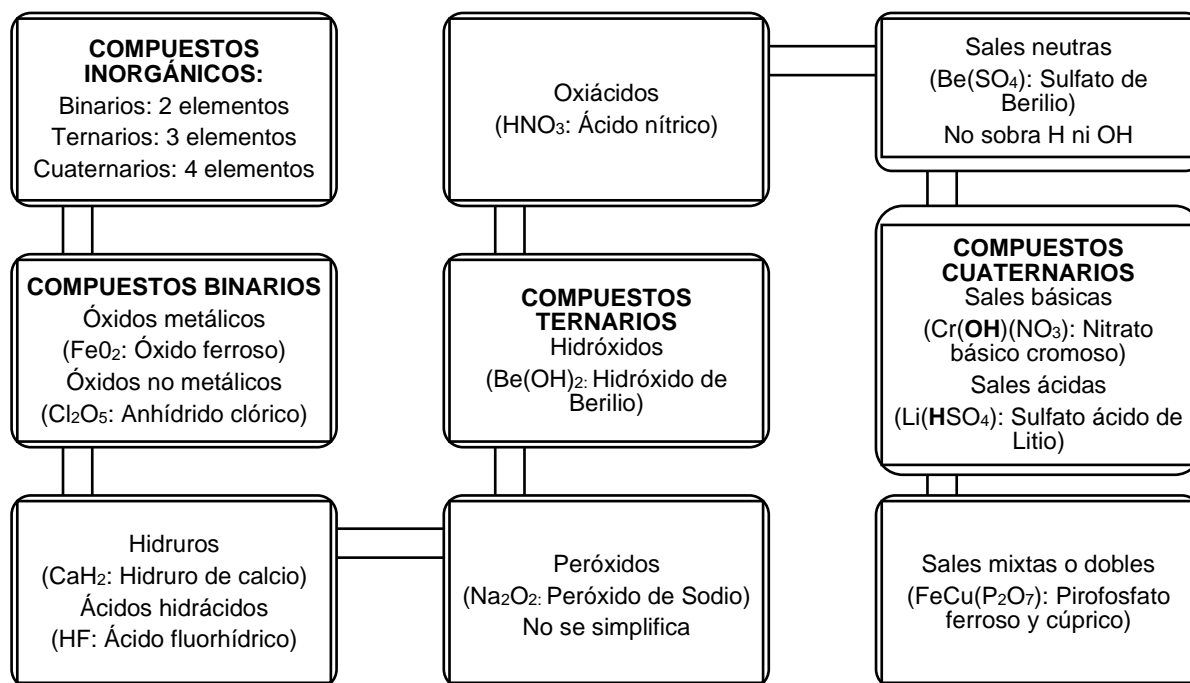 COMPUESTOS
INORGÁNICOS:
Binarios: 2 elementos
Ternarios: 3 elementos
Cuaternarios: 4 elementos
COMPUESTOS BINARIOS
Óxidos metálicos
(Fe0₂: Óxido ferroso)
Óxidos no metálicos
(Cl₂O₅: Anhídrido clórico)
Hidruros
(CaH₂: Hidruro de calcio)
Ácidos hidrácidos
(HF: Ácido fluorhídrico)
Peróxidos
(Na₂O₂: Peróxido de Sodio)
No se simplifica
COMPUESTOS
TERNARIOS
Hidróxidos
(Be(OH)₂: Hidróxido de
Berilio)
Oxiácidos
(HNO₃: Ácido nítrico)
Sales neutras
(Be(SO₄): Sulfato de
Berilio)
No sobra H ni OH
COMPUESTOS
CUATERNARIOS
Sales básicas
(Cr(OH)(NO₃): Nitrato
básico cromoso)
Sales ácidas
(Li(HSO₄): Sulfato ácido de
Litio)
Sales mixtas o dobles
(FeCu(P₂O₇): Pirofosfato
ferroso y cúprico)